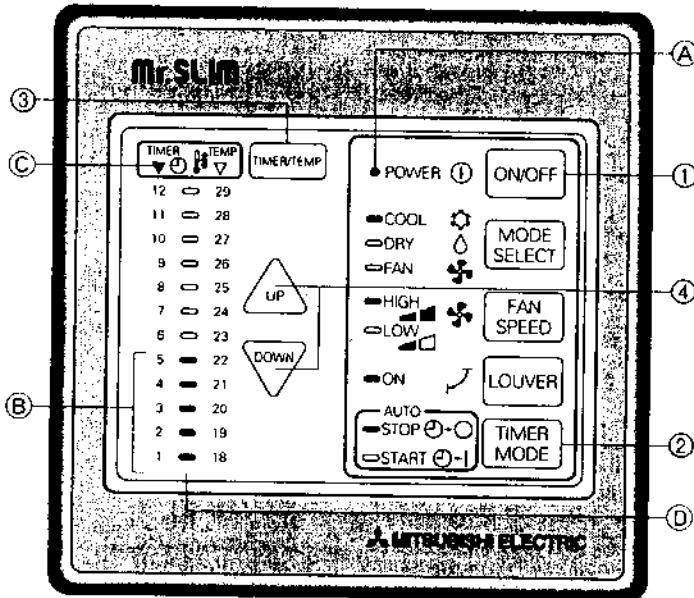 Mr.SLIM
Ⓐ
③
Ⓒ
TIMER TEMP
TIMER/TEMP
12 29
11 28
10 27
9 26
8 25
7 24
6 23
5 22
4 21
3 20
2 19
1 18
Ⓑ
UP
DOWN
POWER
ON/OFF
①
COOL
DRY
FAN
MODE
SELECT
④
HIGH
LOW
FAN
SPEED
ON
LOUVER
AUTO
STOP
START
TIMER
MODE
②
Ⓓ
MITSUBISHI ELECTRIC